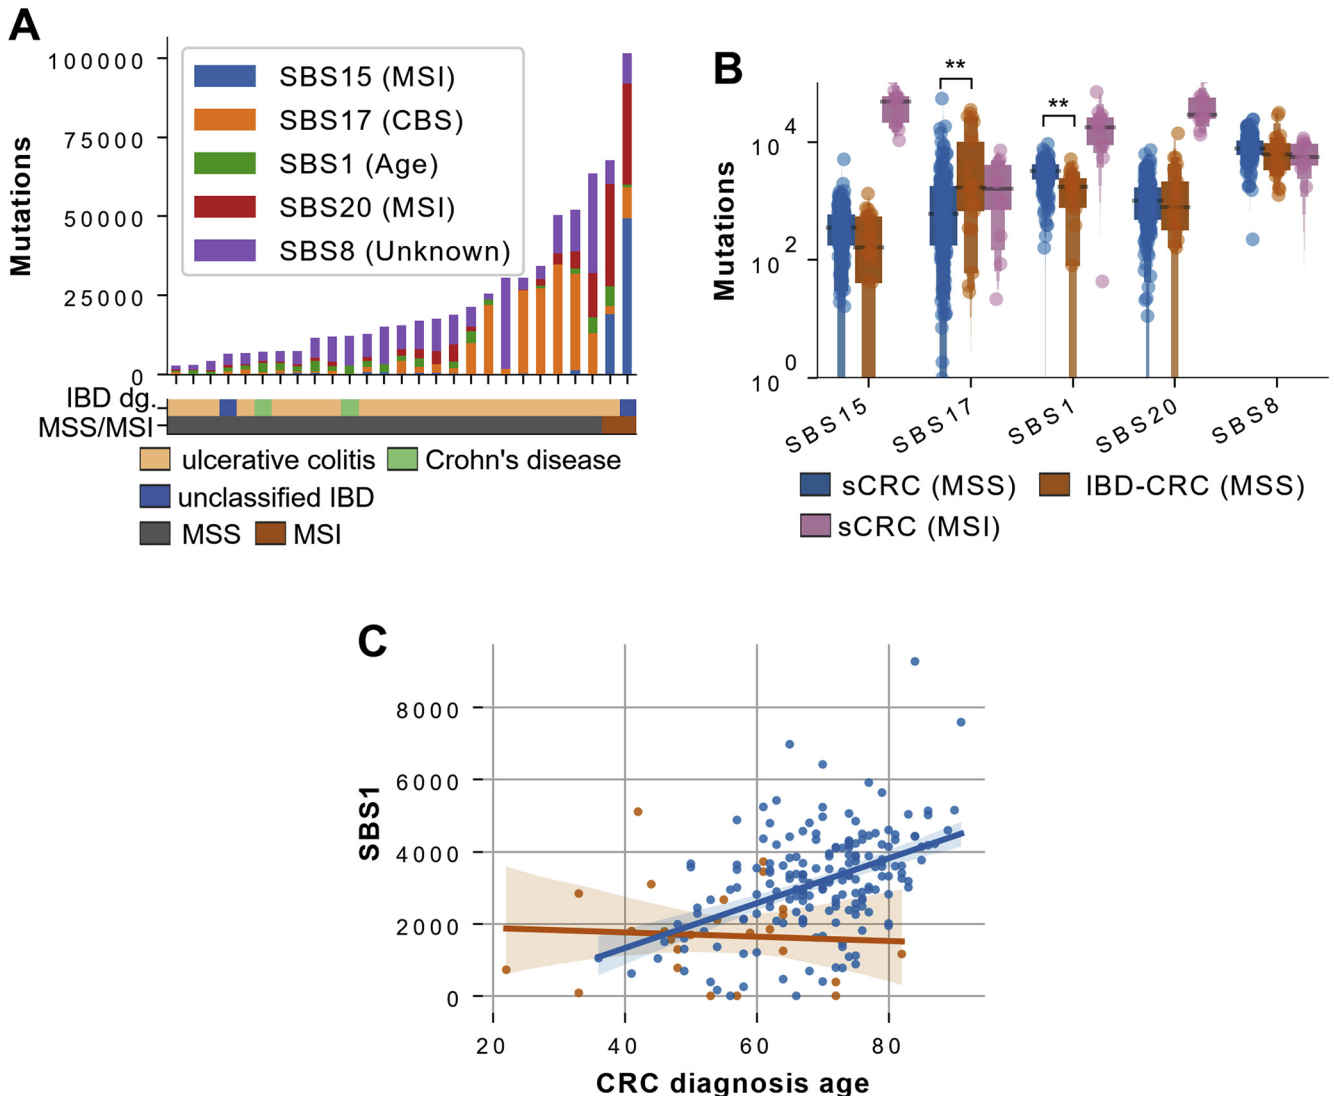 A
Mutations
100000
75000
50000
25000
0
SBS15 (MSI)
SBS17 (CBS)
SBS1 (Age)
SBS20 (MSI)
SBS8 (Unknown)
IBD dg.
MSS/MSI
ulcerative colitis
Crohn's disease
unclassified IBD
MSS
MSI
B
Mutations
10 4
10 2
10 0
**
**
SBS15
SBS17
SBS1
SBS20
SBS8
sCRC (MSS)
IBD-CRC (MSS)
sCRC (MSI)
C
SBS1
8000
6000
4000
2000
0
20
40
60
80
CRC diagnosis age